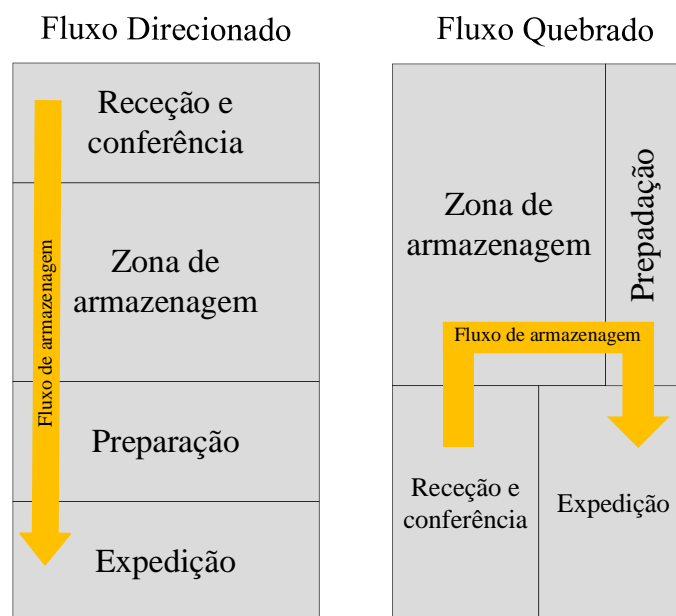 Fluxo Direcionado
Receção e
conferência
Zona de
armazenagem
Preparação
Expedição
Fluxo de armazenagem
Fluxo Quebrado
Zona de
armazenagem
Prepadação
Fluxo de armazenagem
Receção e
conferência
Expedição